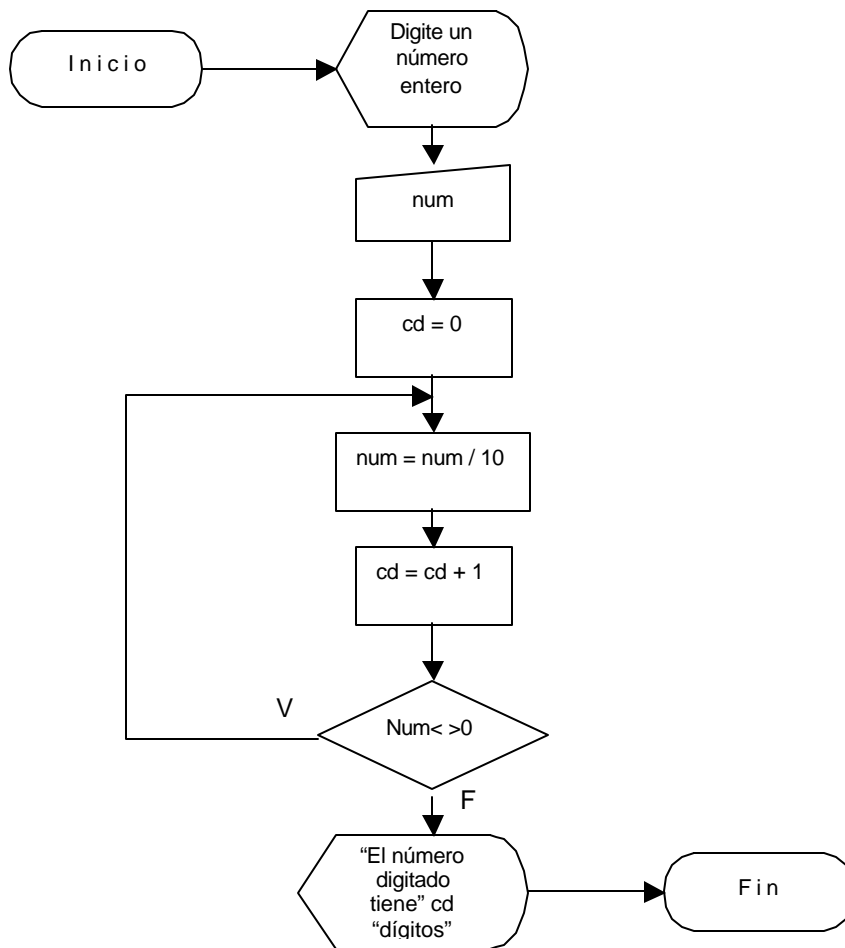 Inicio
Digite un
número
entero
num
cd = 0
num = num / 10
cd = cd + 1
V
Num< >0
F
“El número
digitado
tiene” cd
“dígitos”
Fin